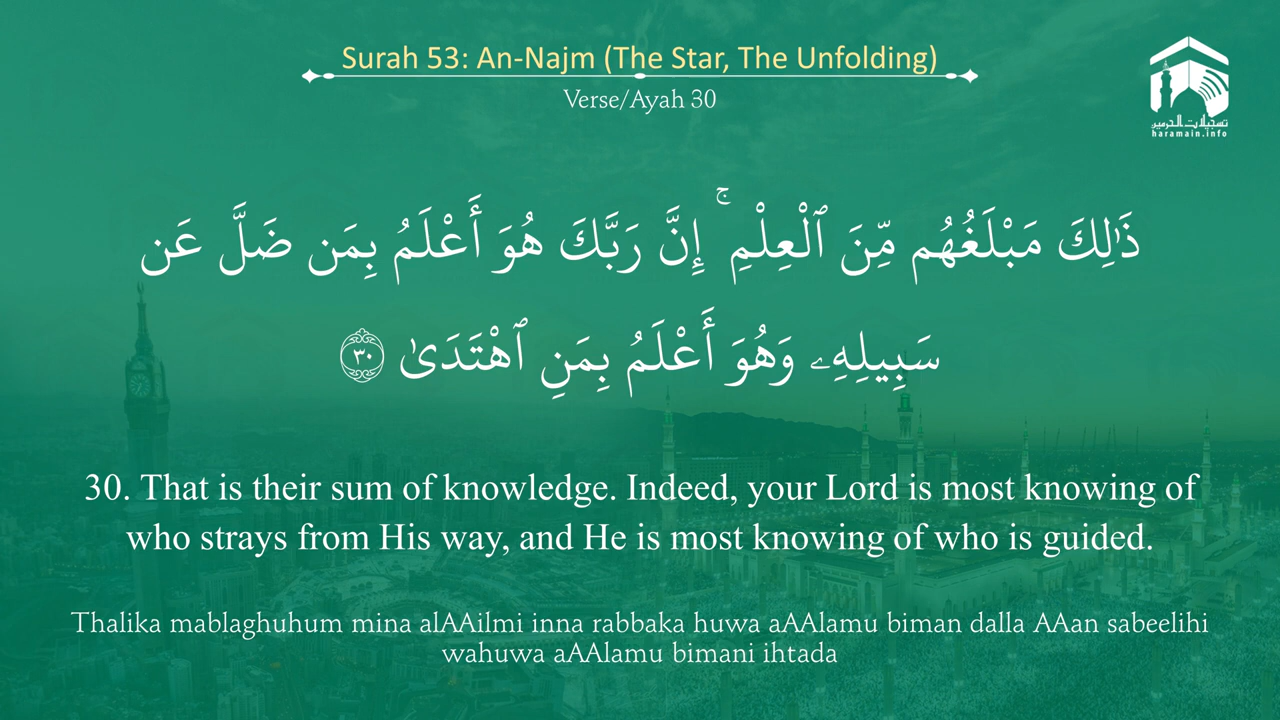 Surah 53: An-Najm (The Star, The Unfolding)
Verse/Ayah 30
تسجيلات الحرمين
haramain.info
ذَٰلِكَ مَبْلَغُهُم مِّنَ ٱلْعِلْمِ ۚ إِنَّ رَبَّكَ هُوَ أَعْلَمُ بِمَن ضَلَّ عَن
سَبِيلِهِۦ وَهُوَ أَعْلَمُ بِمَنِ ٱهْتَدَىٰ ٣٠
30. That is their sum of knowledge. Indeed, your Lord is most knowing of
who strays from His way, and He is most knowing of who is guided.
Thalika mablaghuhum mina alAAilmi inna rabbaka huwa aAAlamu biman dalla AAan sabeelihi
wahuwa aAAlamu bimani ihtada